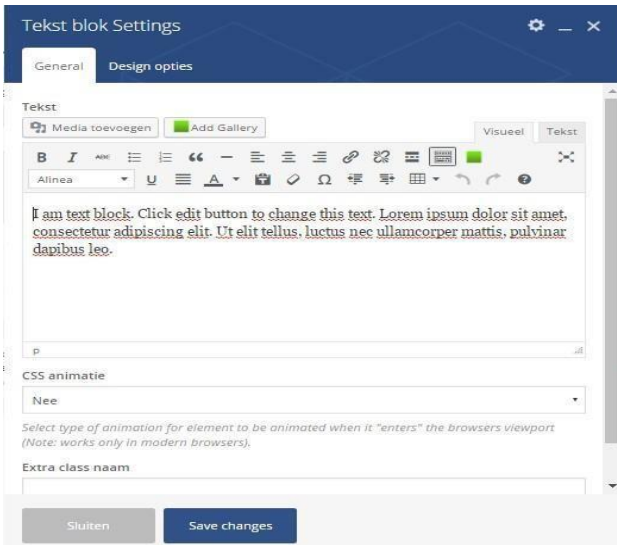 Tekst blok Settings
General Design opties
Tekst
Media toevoegen Add Gallery Visueel Tekst
B I ABC “
Alinea U A Ω
I am text block. Click edit button to change this text. Lorem ipsum dolor sit amet,
consectetur adipiscing elit. Ut elit tellus, luctus nec ullamcorper mattis, pulvinar
dapibus leo.
p
CSS animatie
Nee
Select type of animation for element to be animated when it "enters" the browsers viewport
(Note: works only in modern browsers).
Extra class naam
Sluiten Save changes